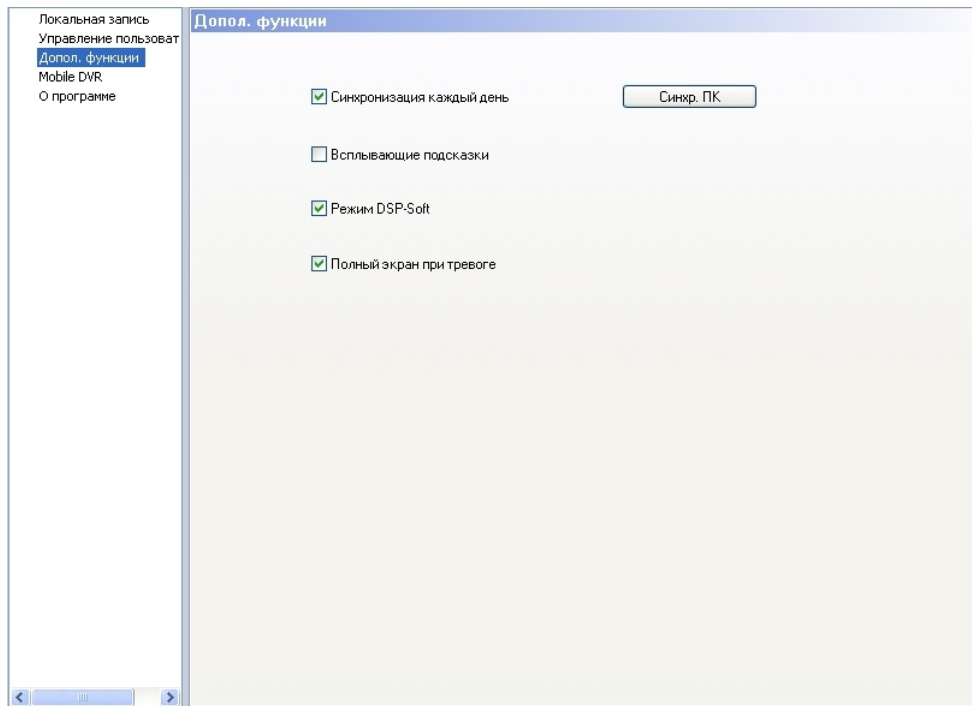 Локальная запись
Управление пользоват
Допол. функции
Mobile DVR
О программе
Допол. функции
Синхронизация каждый день
Синхр. ПК
Всплывающие подсказки
Режим DSP-Soft
Полный экран при тревоге